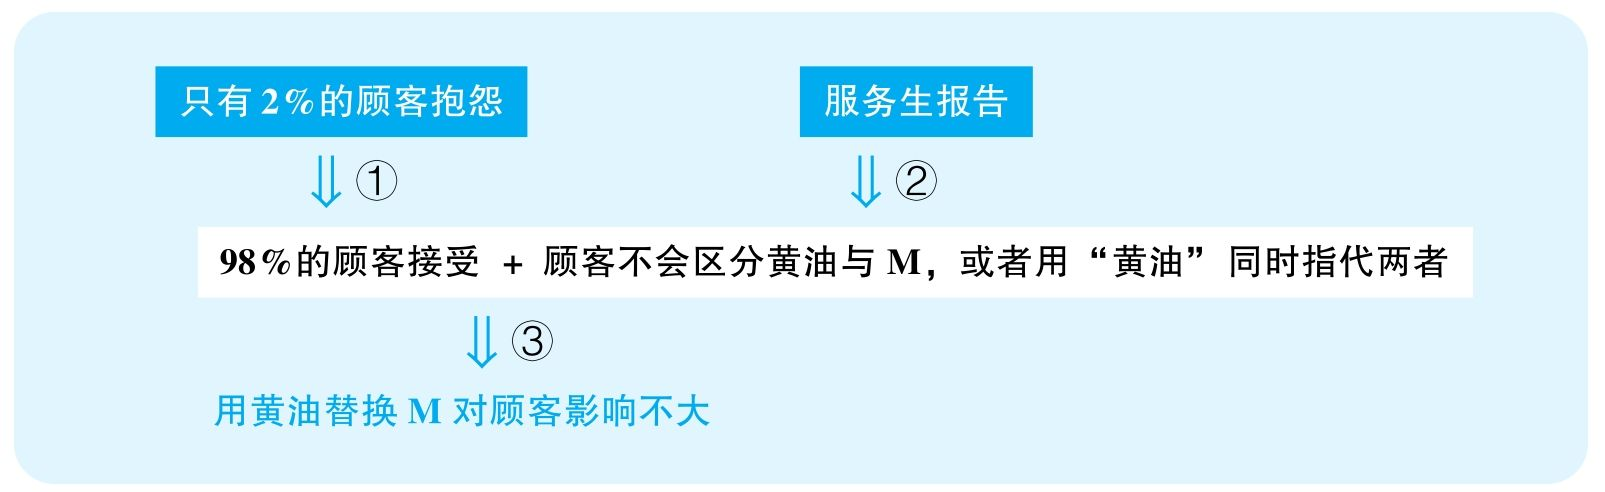 只有2%的顾客抱怨
服务生报告
①
②
98%的顾客接受 + 顾客不会区分黄油与 M，或者用“黄油”同时指代两者
③
用黄油替换 M 对顾客影响不大